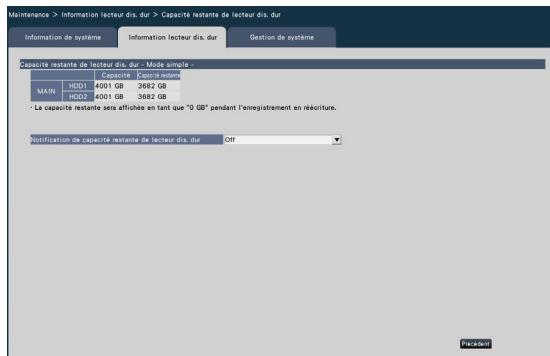 Maintenance > Information lecteur dis. dur > Capacité restante de lecteur dis. dur
Information de système
Information lecteur dis. dur
Gestion de système
Capacité restante de lecteur dis. dur - Mode simple -
Capacité Capacité restante
MAIN
HDD1 4001 GB 3682 GB
HDD2 4001 GB 3682 GB
· La capacité restante sera affichée en tant que "0 GB" pendant l'enregistrement en réécriture.
Notification de capacité restante de lecteur dis. dur Off
Précédent